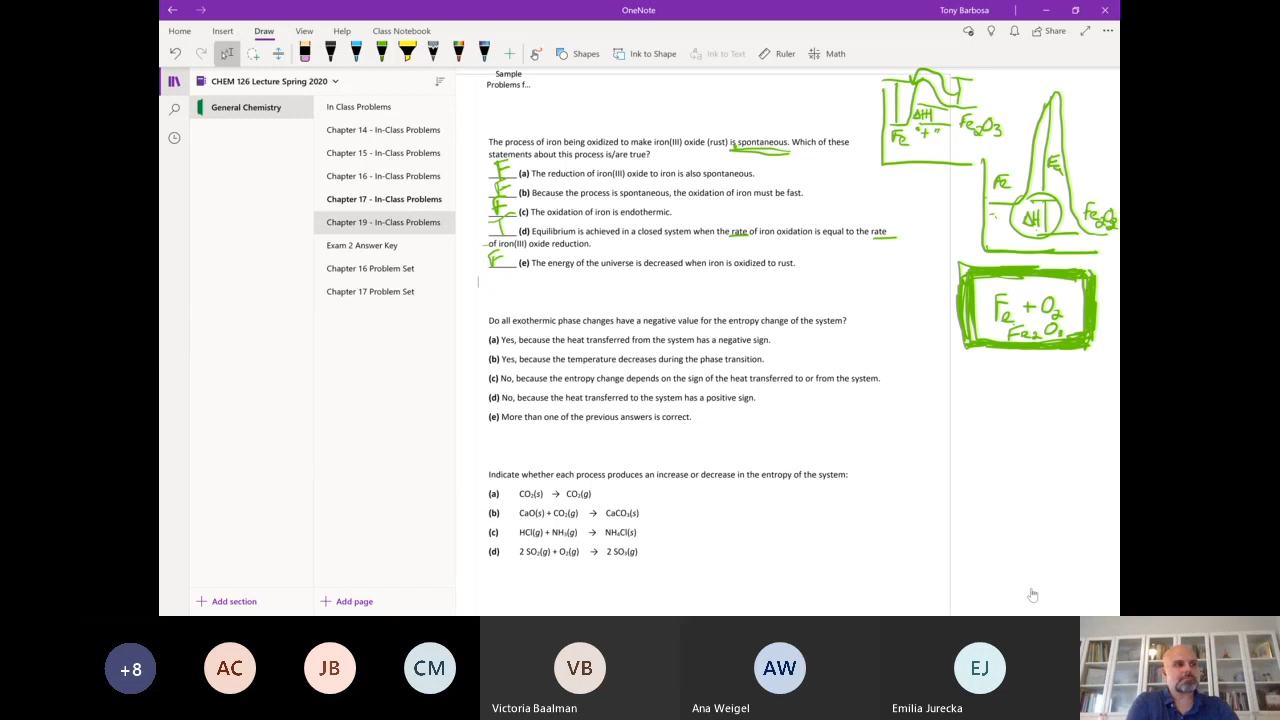 OneNote
Tony Barbosa
Home Insert Draw View Help Class Notebook
Share
Shapes Ink to Shape Ink to Text Ruler Math
CHEM 126 Lecture Spring 2020
General Chemistry
In Class Problems
Chapter 14 - In-Class Problems
Chapter 15 - In-Class Problems
Chapter 16 - In-Class Problems
Chapter 17 - In-Class Problems
Chapter 19 - In-Class Problems
Exam 2 Answer Key
Chapter 16 Problem Set
Chapter 17 Problem Set
Add section
Add page
Sample
Problems f...
The process of iron being oxidized to make iron(III) oxide (rust) is spontaneous. Which of these
statements about this process is/are true?
F (a) The reduction of iron(III) oxide to iron is also spontaneous.
F (b) Because the process is spontaneous, the oxidation of iron must be fast.
F (c) The oxidation of iron is endothermic.
T (d) Equilibrium is achieved in a closed system when the rate of iron oxidation is equal to the rate
of iron(III) oxide reduction.
F (e) The energy of the universe is decreased when iron is oxidized to rust.
Do all exothermic phase changes have a negative value for the entropy change of the system?
(a) Yes, because the heat transferred from the system has a negative sign.
(b) Yes, because the temperature decreases during the phase transition.
(c) No, because the entropy change depends on the sign of the heat transferred to or from the system.
(d) No, because the heat transferred to the system has a positive sign.
(e) More than one of the previous answers is correct.
Indicate whether each process produces an increase or decrease in the entropy of the system:
(a) CO₂(s) → CO₂(g)
(b) CaO(s) + CO₂(g) → CaCO₃(s)
(c) HCl(g) + NH₃(g) → NH₄Cl(s)
(d) 2 SO₂(g) + O₂(g) → 2 SO₃(g)
ΔH
"+"
Fe
Fe₂O₃
Fe
ΔH
Fe₂O₃
Fe + O₂
Fe₂O₃
+8
AC
JB
CM
VB
AW
EJ
Victoria Baalman
Ana Weigel
Emilia Jurecka